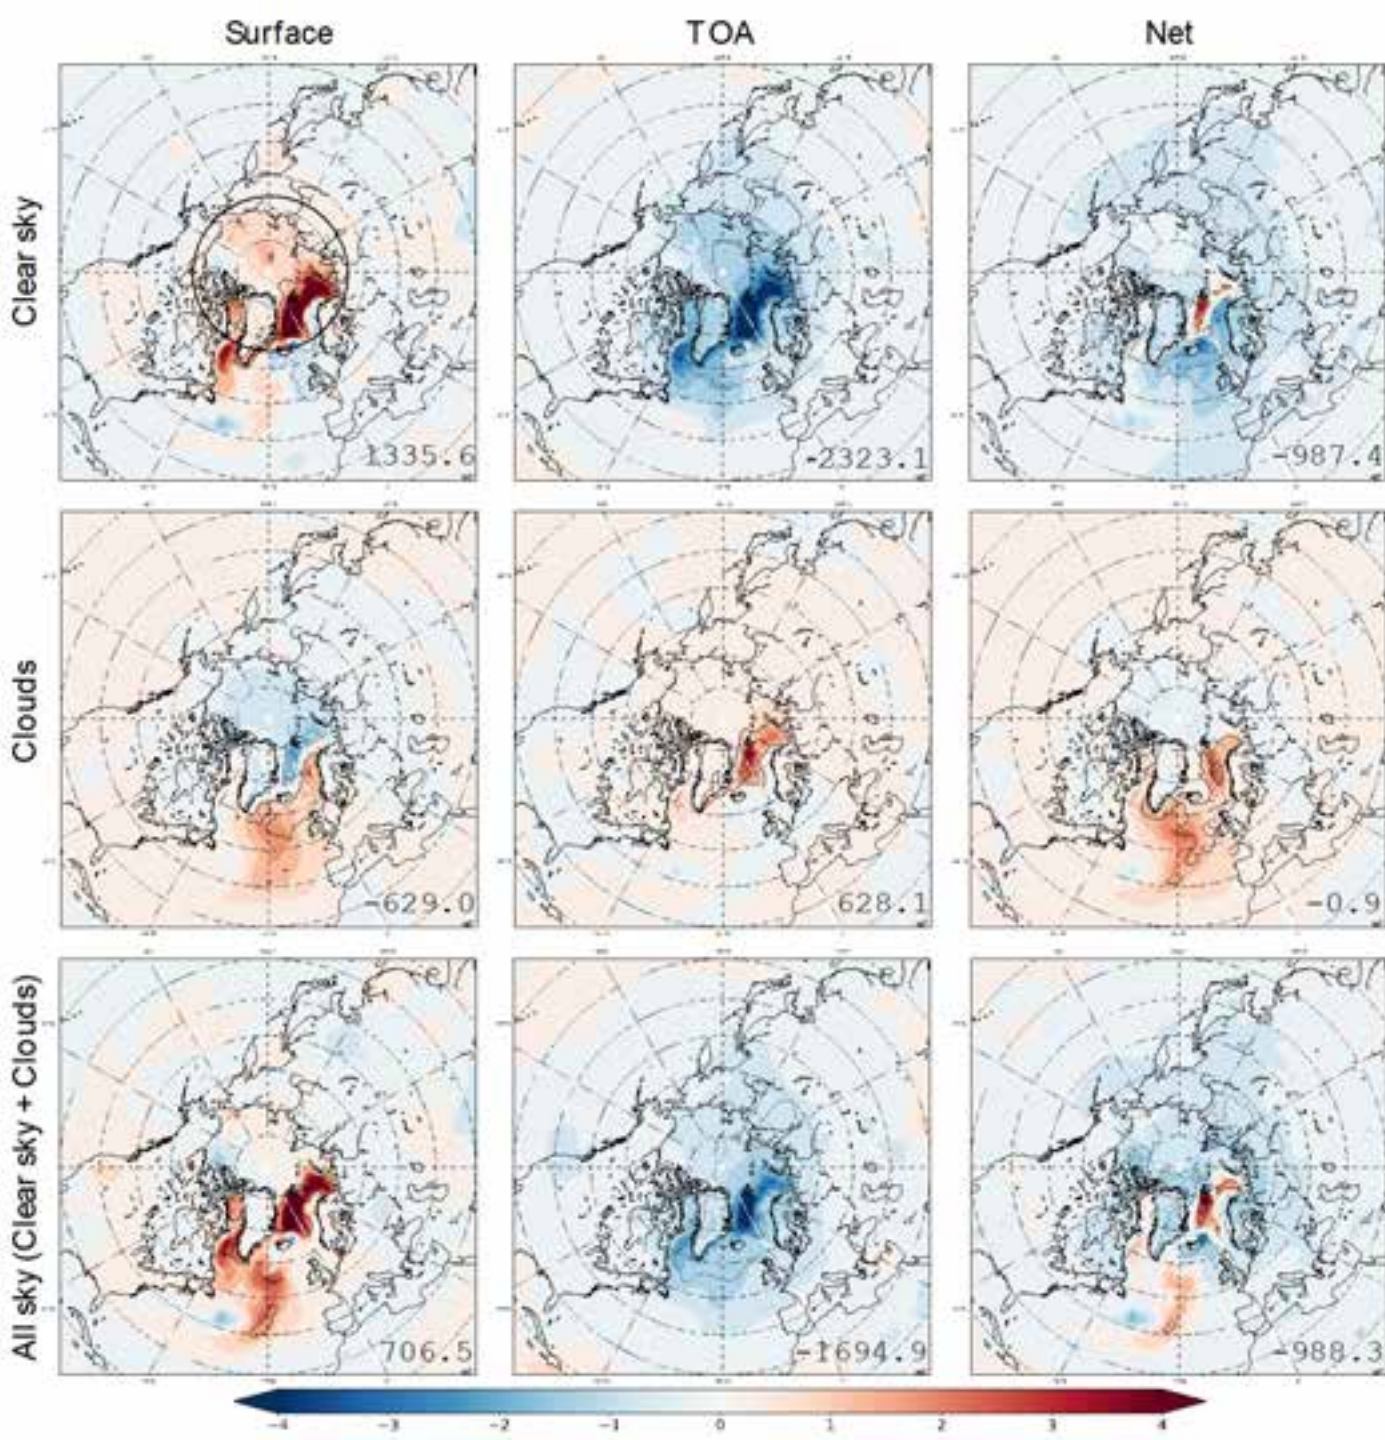 Surface TOA Net
Clear sky
1335.6 -2323.1 -987.4
Clouds
-629.0 628.1 -0.9
All sky (Clear sky + Clouds)
706.5 -1694.9 -988.3
-4 -3 -2 -1 0 1 2 3 4